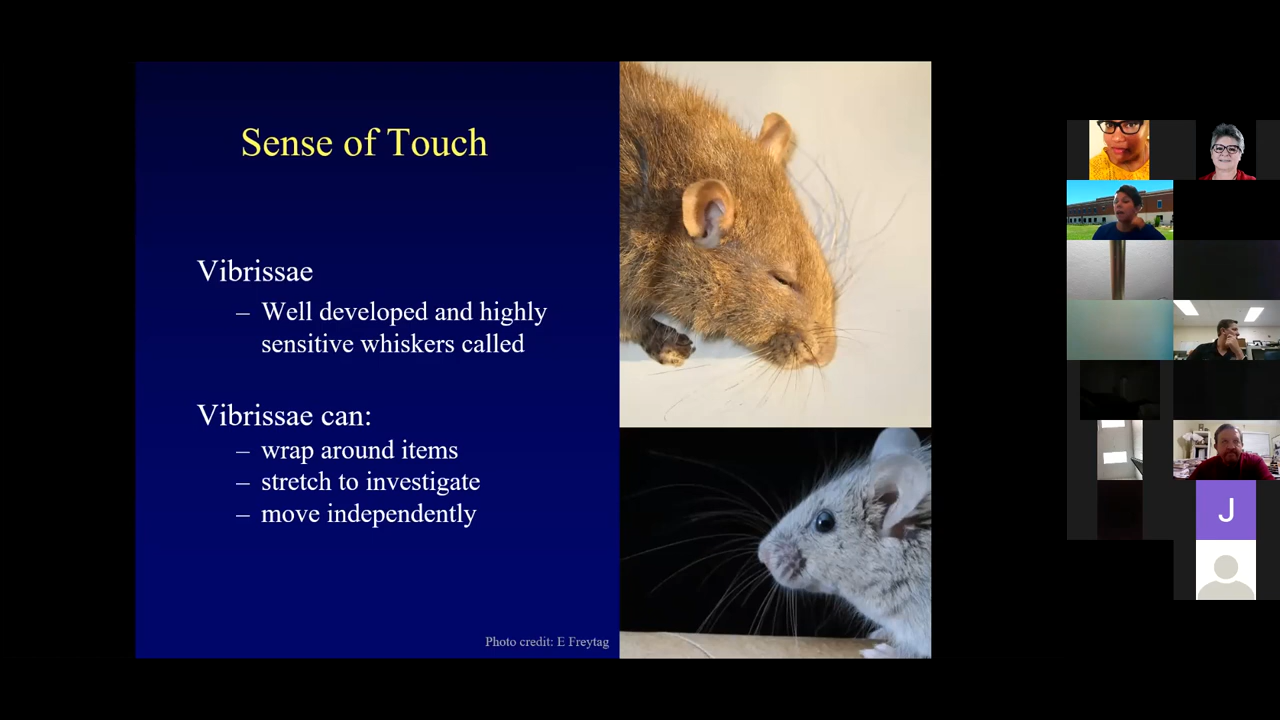 Sense of Touch
Vibrissae
– Well developed and highly
sensitive whiskers called
Vibrissae can:
– wrap around items
– stretch to investigate
– move independently
Photo credit: E Freytag
J